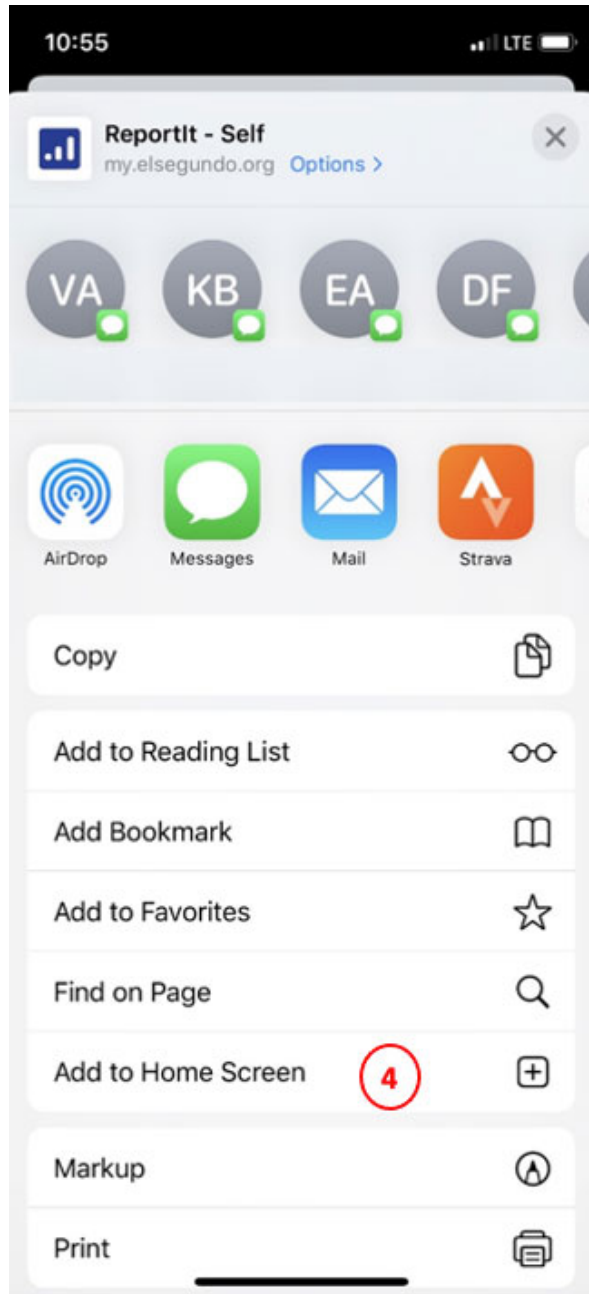 10:55 LTE
ReportIt - Self
my.elsegundo.org Options >
VA KB EA DF
AirDrop Messages Mail Strava
Copy
Add to Reading List
Add Bookmark
Add to Favorites
Find on Page
Add to Home Screen 4
Markup
Print